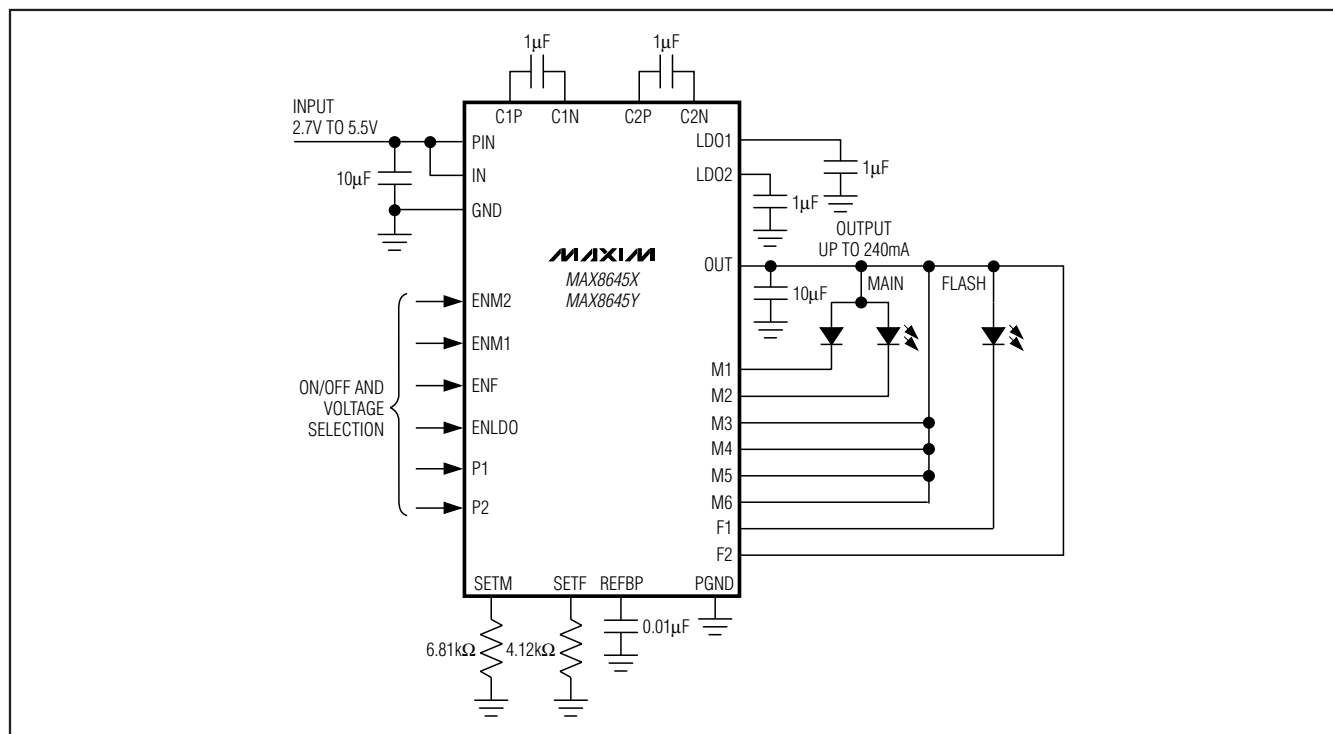 1µF
1µF
INPUT
2.7V TO 5.5V
C1P
C1N
C2P
C2N
PIN
LDO1
10µF
IN
LDO2
1µF
GND
1µF
MAXIM
MAX8645X
MAX8645Y
OUTPUT
UP TO 240mA
OUT
MAIN
FLASH
10µF
ON/OFF AND
VOLTAGE
SELECTION
ENM2
ENM1
ENF
ENLDO
P1
P2
M1
M2
M3
M4
M5
M6
F1
F2
SETM
SETF
REFBP
PGND
6.81kΩ
4.12kΩ
0.01µF